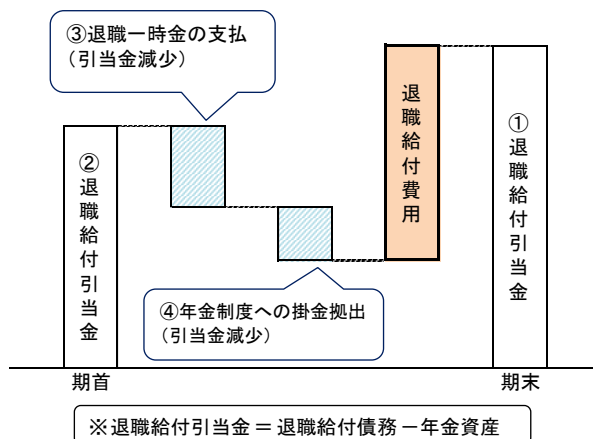 ③退職一時金の支払
（引当金減少）
退職給付費用
①退職給付引当金
②退職給付引当金
④年金制度への掛金拠出
（引当金減少）
期首
期末
※退職給付引当金＝退職給付債務－年金資産